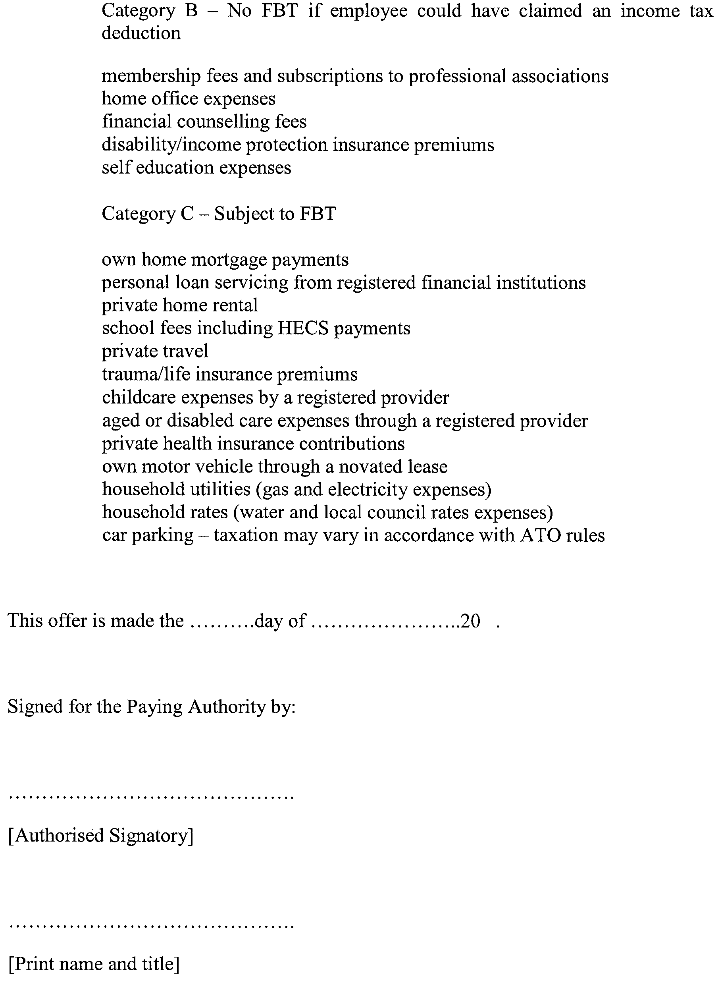 Category B – No FBT if employee could have claimed an income tax
deduction
membership fees and subscriptions to professional associations
home office expenses
financial counselling fees
disability/income protection insurance premiums
self education expenses
Category C – Subject to FBT
own home mortgage payments
personal loan servicing from registered financial institutions
private home rental
school fees including HECS payments
private travel
trauma/life insurance premiums
childcare expenses by a registered provider
aged or disabled care expenses through a registered provider
private health insurance contributions
own motor vehicle through a novated lease
household utilities (gas and electricity expenses)
household rates (water and local council rates expenses)
car parking – taxation may vary in accordance with ATO rules
This offer is made the ..........day of .......................20 .
Signed for the Paying Authority by:
...........................................
[Authorised Signatory]
...........................................
[Print name and title]